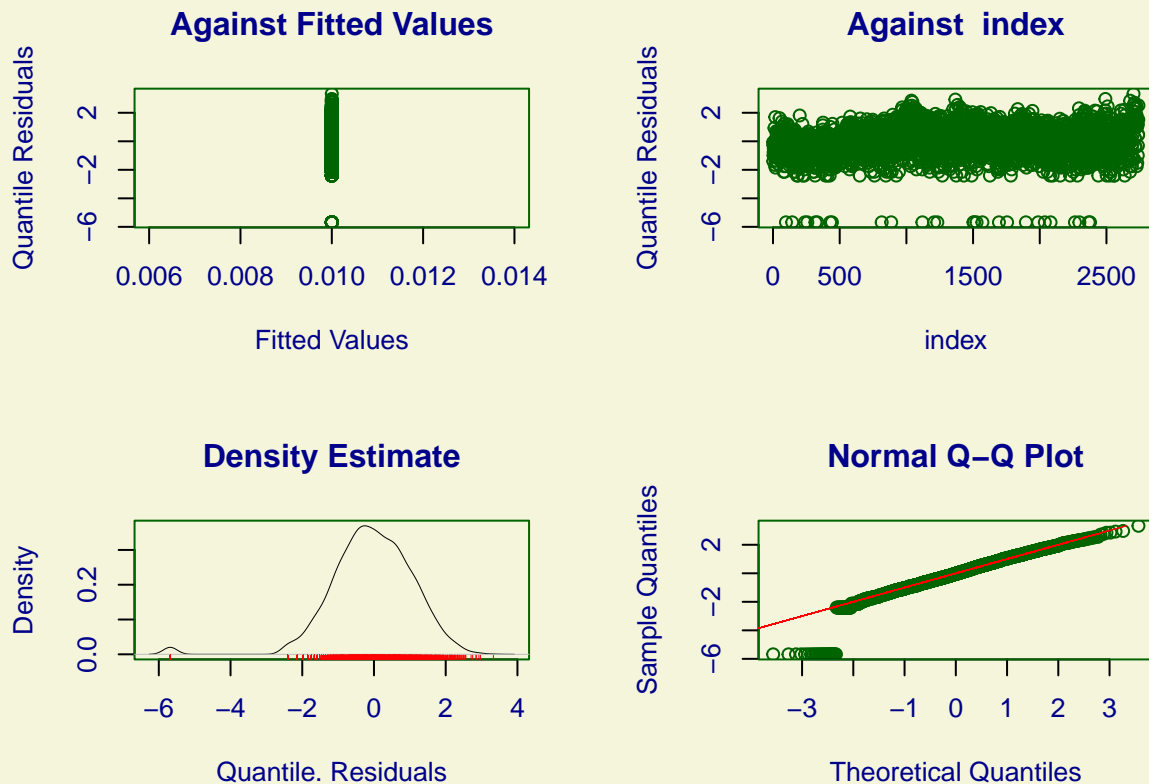 Against Fitted Values
Quantile Residuals
2
−2
−6
0.006 0.008 0.010 0.012 0.014
Fitted Values
Against  index
Quantile Residuals
2
−2
−6
0 500 1500 2500
index
Density Estimate
Density
0.2
0.0
−6 −4 −2 0 2 4
Quantile. Residuals
Normal Q−Q Plot
Sample Quantiles
2
−2
−6
−3 −1 0 1 2 3
Theoretical Quantiles